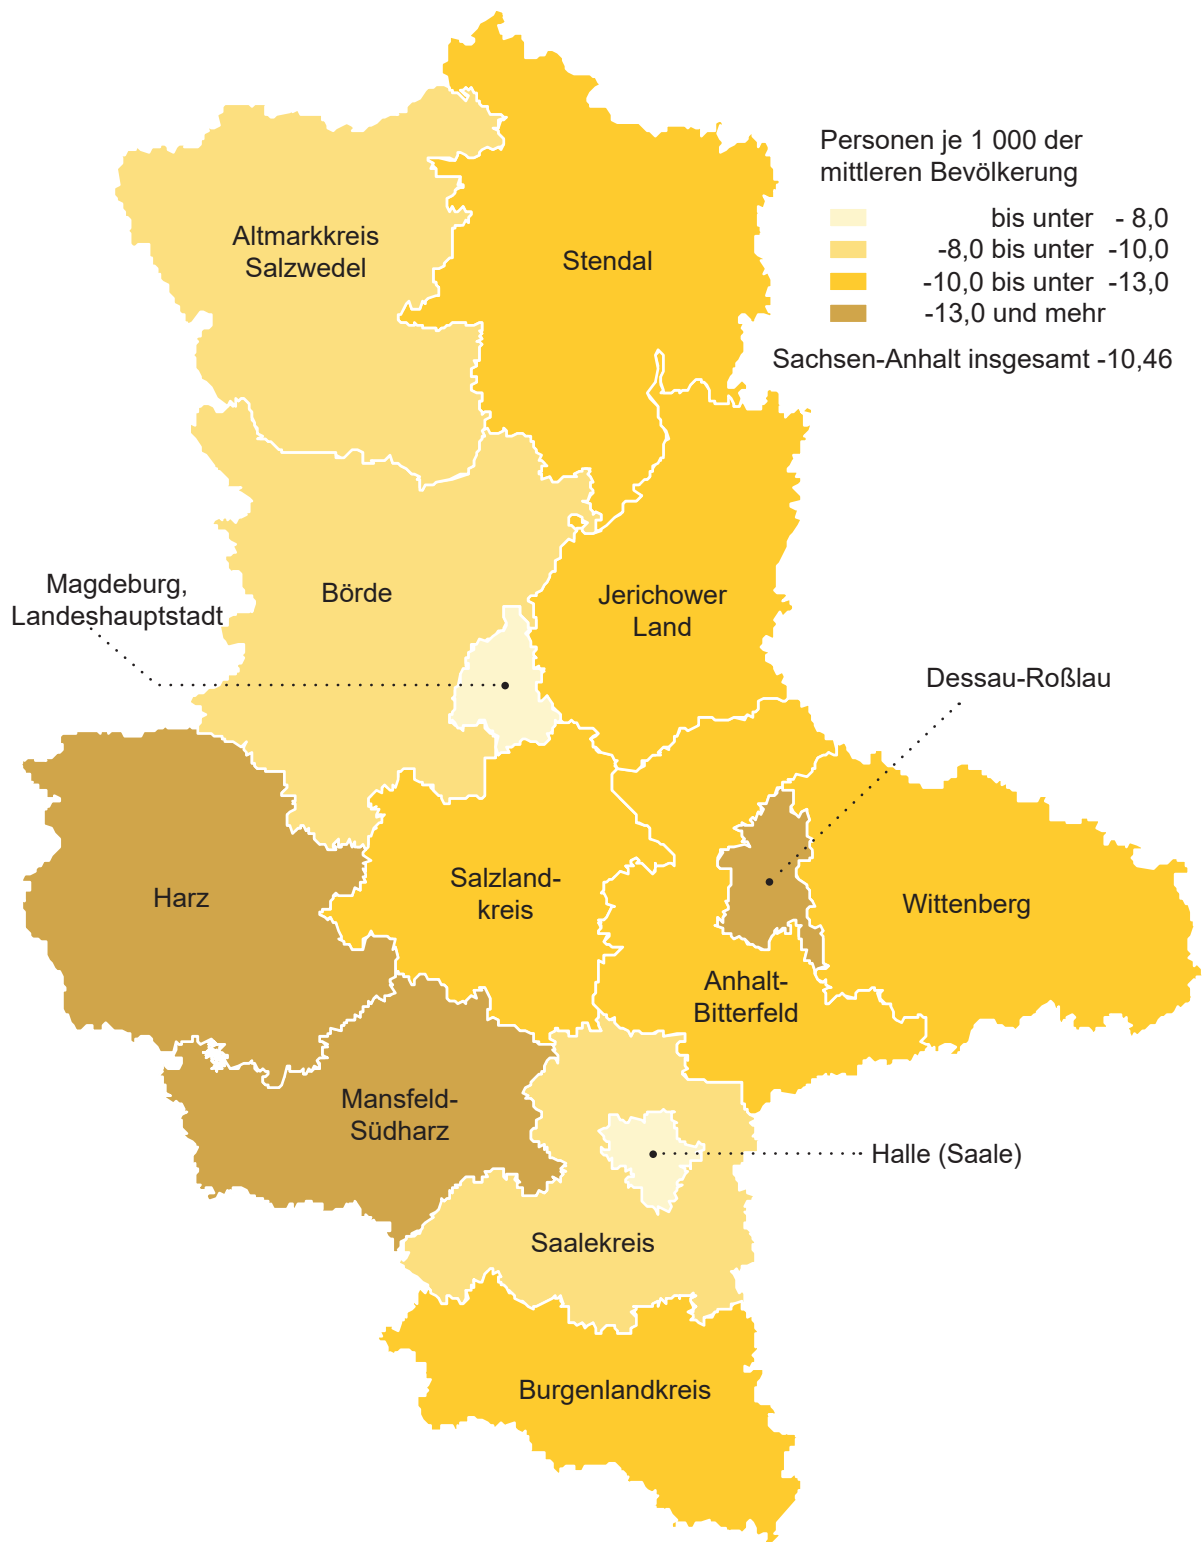 Personen je 1 000 der
mittleren Bevölkerung
bis unter - 8,0
-8,0 bis unter -10,0
-10,0 bis unter -13,0
-13,0 und mehr
Sachsen-Anhalt insgesamt -10,46
Altmarkkreis
Salzwedel
Stendal
Magdeburg,
Landeshauptstadt
Börde
Jerichower
Land
Dessau-Roßlau
Harz
Salzland-
kreis
Wittenberg
Anhalt-
Bitterfeld
Mansfeld-
Südharz
Halle (Saale)
Saalekreis
Burgenlandkreis